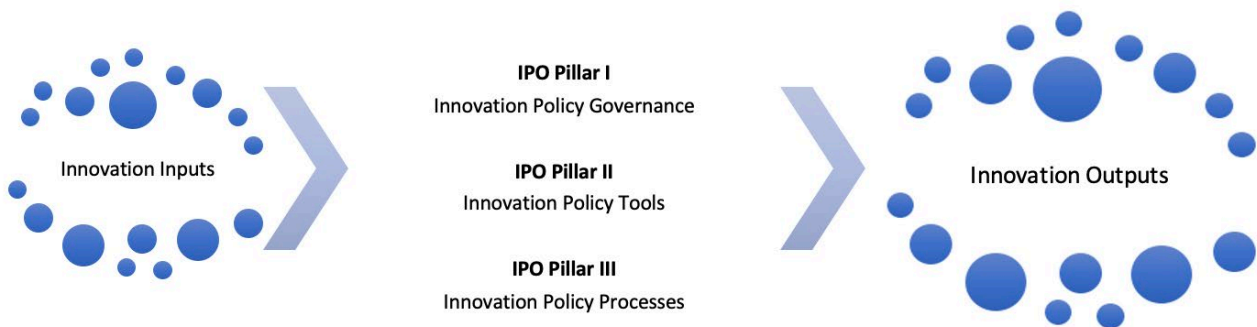 Innovation Inputs
IPO Pillar I
Innovation Policy Governance
IPO Pillar II
Innovation Policy Tools
IPO Pillar III
Innovation Policy Processes
Innovation Outputs